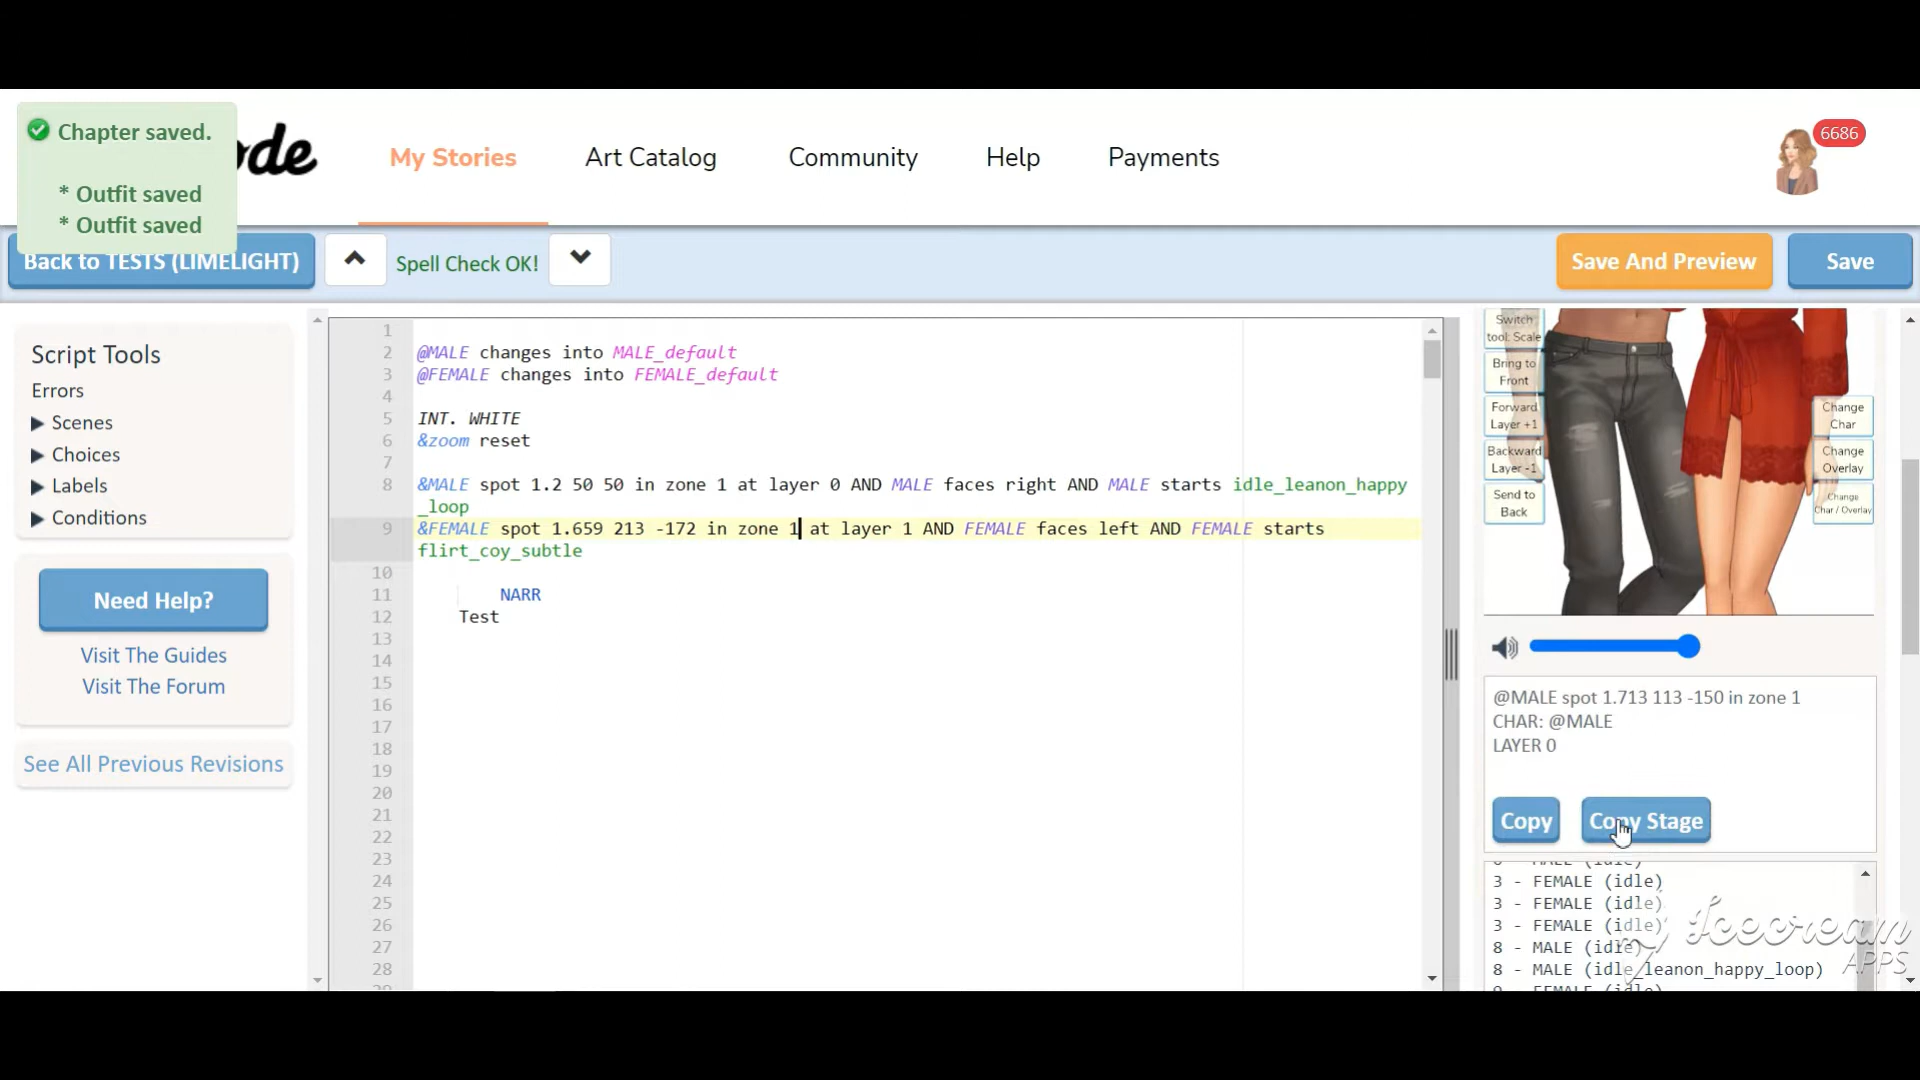 Chapter saved.
* Outfit saved
* Outfit saved
ode
My Stories
Art Catalog
Community
Help
Payments
6686
Back to TESTS (LIMELIGHT)
Spell Check OK!
Save And Preview
Save
Script Tools
Errors
Scenes
Choices
Labels
Conditions
Need Help?
Visit The Guides
Visit The Forum
See All Previous Revisions
1
2 @MALE changes into MALE_default
3 @FEMALE changes into FEMALE_default
4
5 INT. WHITE
6 &zoom reset
7
8 &MALE spot 1.2 50 50 in zone 1 at layer 0 AND MALE faces right AND MALE starts idle_leanon_happy
_loop
9 &FEMALE spot 1.659 213 -172 in zone 1 at layer 1 AND FEMALE faces left AND FEMALE starts
flirt_coy_subtle
10
11 NARR
12 Test
13
14
15
16
17
18
19
20
21
22
23
24
25
26
27
28
Switch
tool: Scale
Bring to
Front
Forward
Layer +1
Backward
Layer -1
Send to
Back
Change
Char
Change
Overlay
Change
Char / Overlay
@MALE spot 1.713 113 -150 in zone 1
CHAR: @MALE
LAYER 0
Copy
Copy Stage
3 - FEMALE (idle)
3 - FEMALE (idle)
3 - FEMALE (idle)
8 - MALE (idle)
8 - MALE (idle_leanon_happy_loop)
Icecream
APPS